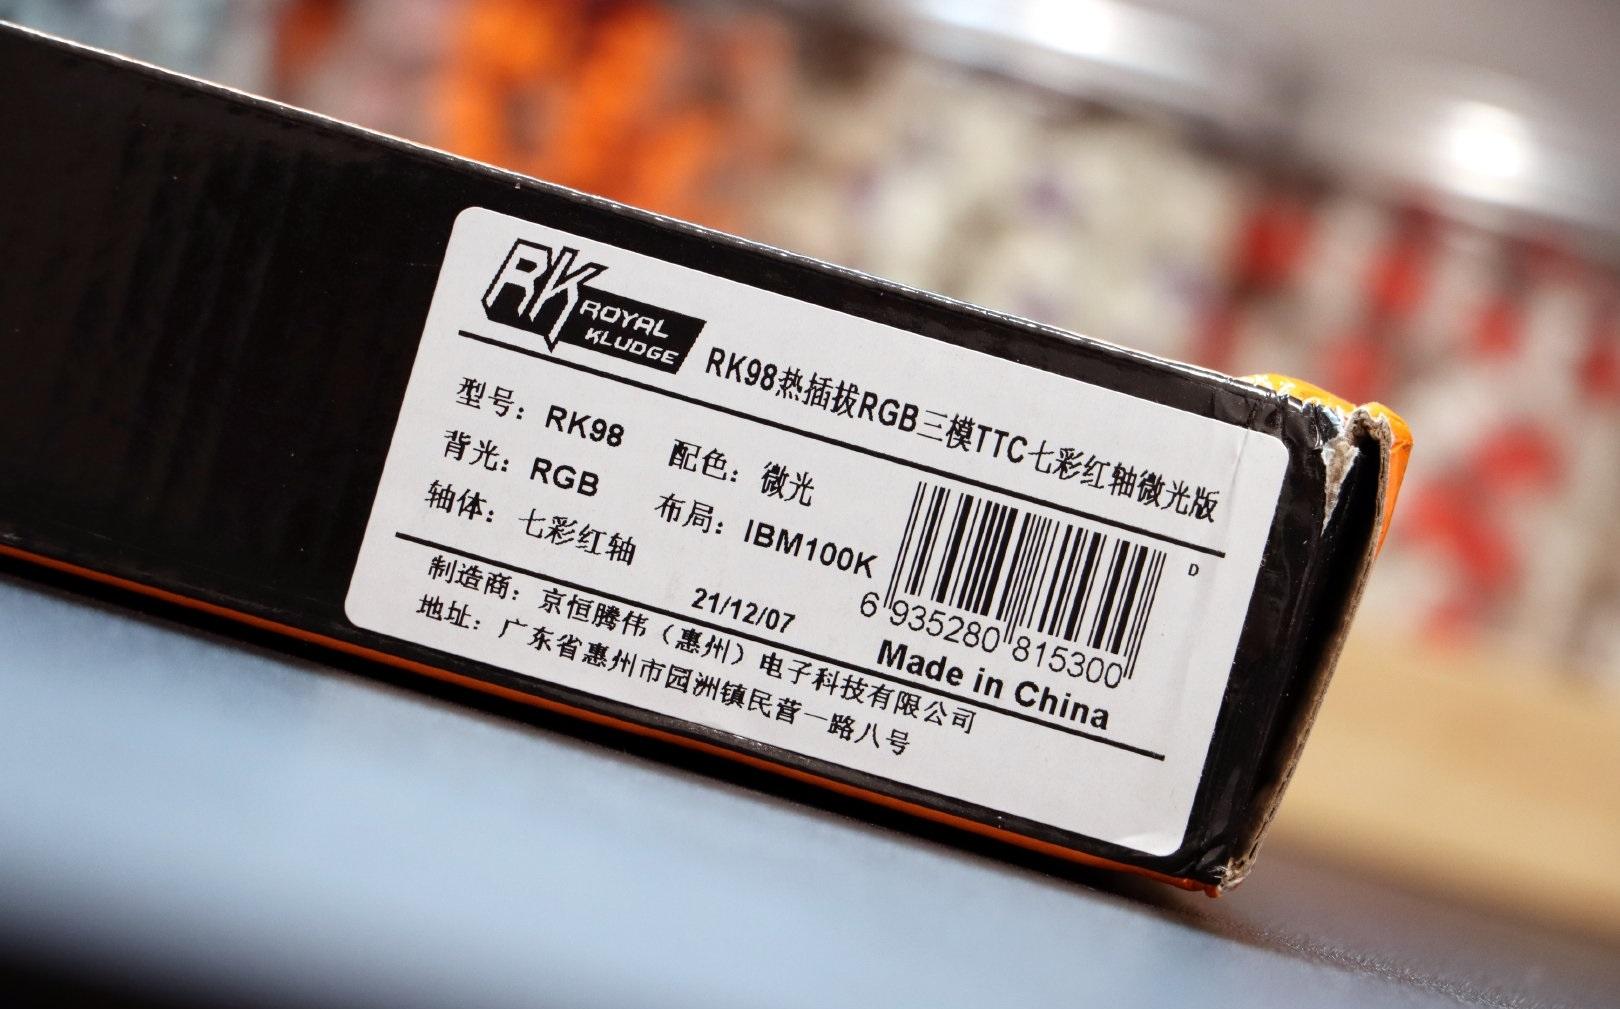 RK ROYAL
KLUDGE
RK98热插拔RGB三模TTC七彩红轴微光版
型号：RK98
配色：微光
背光：RGB
布局：IBM100K
轴体：七彩红轴
21/12/07
D
6 935280 815300
Made in China
制造商：京恒腾伟（惠州）电子科技有限公司
地址：广东省惠州市园洲镇民营一路八号